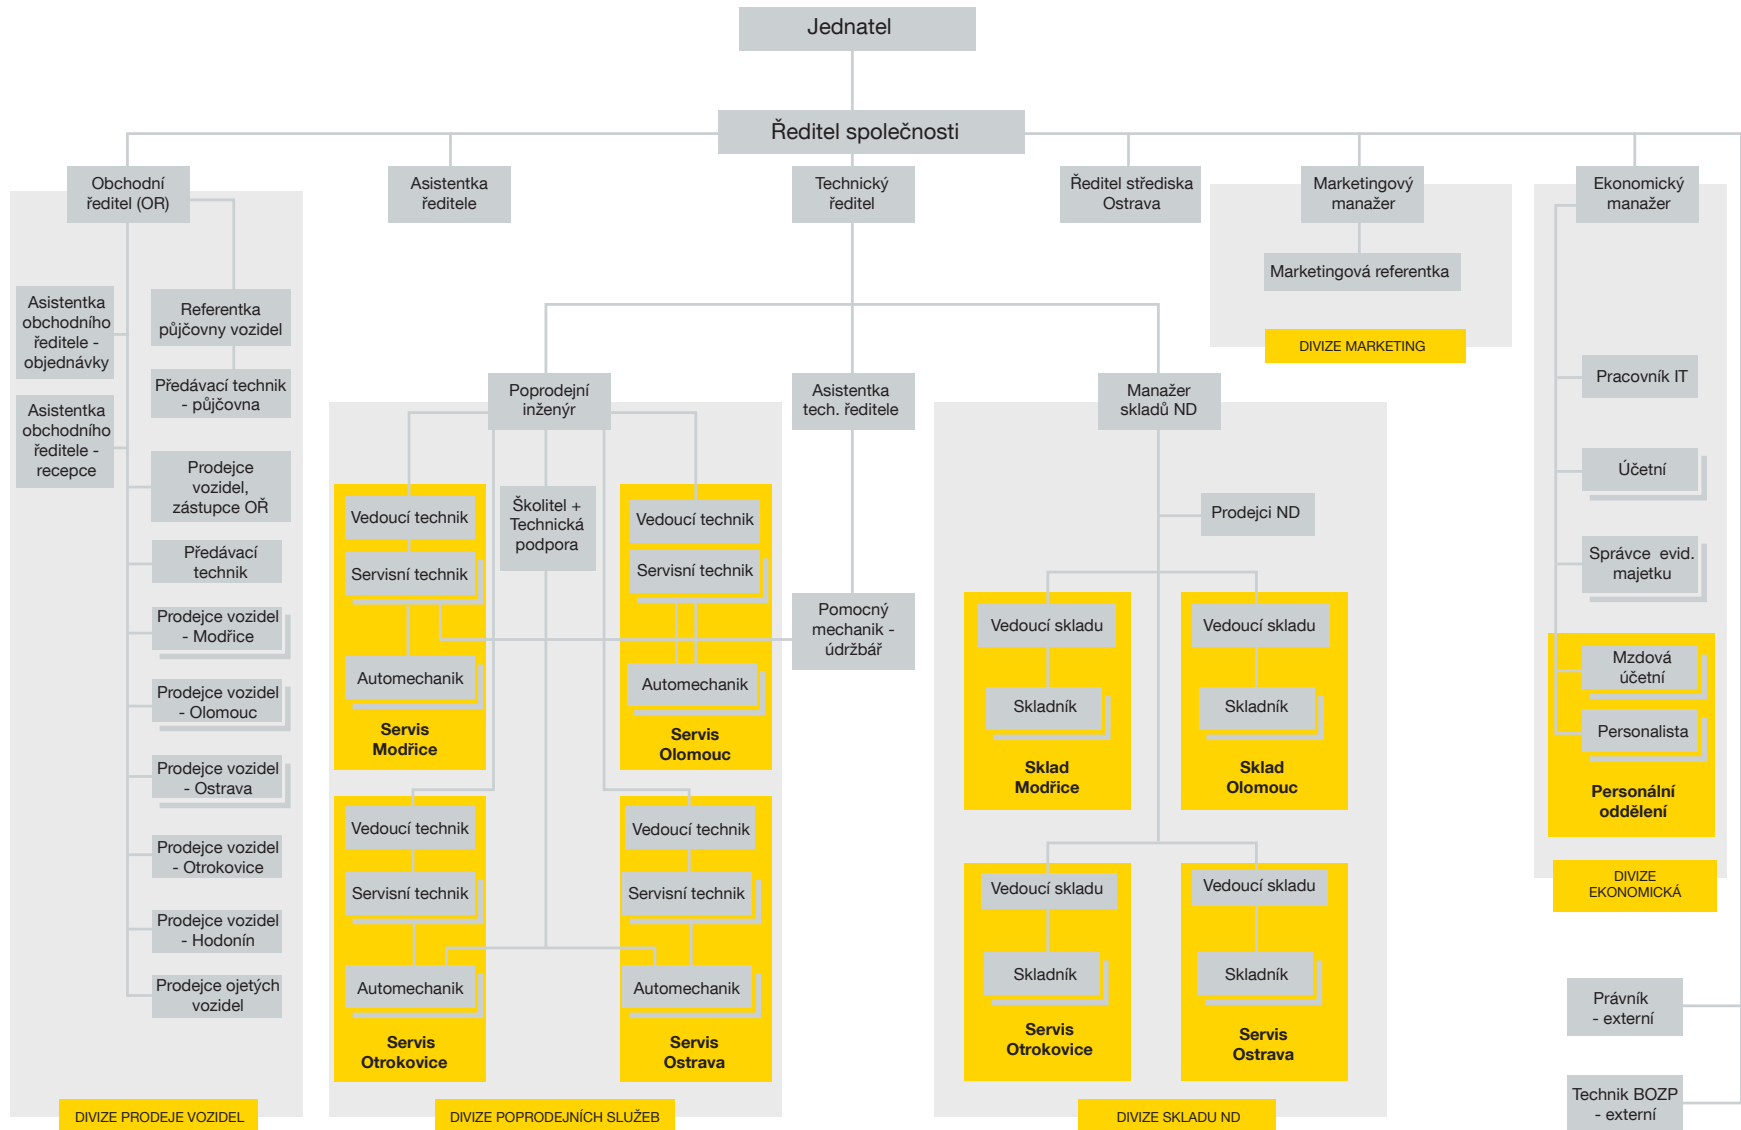 Jednatel
Ředitel společnosti
Obchodní
ředitel (OR)
Asistentka
ředitele
Technický
ředitel
Ředitel střediska
Ostrava
Marketingový
manažer
Ekonomický
manažer
Marketingová referentka
DIVIZE MARKETING
Asistentka
obchodního
ředitele -
objednávky
Referentka
půjčovny vozidel
Předávací technik
- půjčovna
Asistentka
obchodního
ředitele -
recepce
Prodejce
vozidel,
zástupce OŘ
Předávací
technik
Prodejce vozidel
- Modřice
Prodejce vozidel
- Olomouc
Prodejce vozidel
- Ostrava
Prodejce vozidel
- Otrokovice
Prodejce vozidel
- Hodonín
Prodejce ojetých
vozidel
DIVIZE PRODEJE VOZIDEL
Poprodejní
inženýr
Asistentka
tech. ředitele
Manažer
skladů ND
Vedoucí technik
Servisní technik
Automechanik
Servis
Modřice
Školitel +
Technická
podpora
Vedoucí technik
Servisní technik
Automechanik
Servis
Olomouc
Pomocný
mechanik -
údržbář
Vedoucí technik
Servisní technik
Automechanik
Servis
Otrokovice
Vedoucí technik
Servisní technik
Automechanik
Servis
Ostrava
DIVIZE POPRODEJNÍCH SLUŽEB
Prodejci ND
Vedoucí skladu
Skladník
Sklad
Modřice
Vedoucí skladu
Skladník
Sklad
Olomouc
Vedoucí skladu
Skladník
Servis
Otrokovice
Vedoucí skladu
Skladník
Servis
Ostrava
DIVIZE SKLADU ND
Pracovník IT
Účetní
Správce evid.
majetku
Mzdová
účetní
Personalista
Personální
oddělení
DIVIZE
EKONOMICKÁ
Právník
- externí
Technik BOZP
- externí